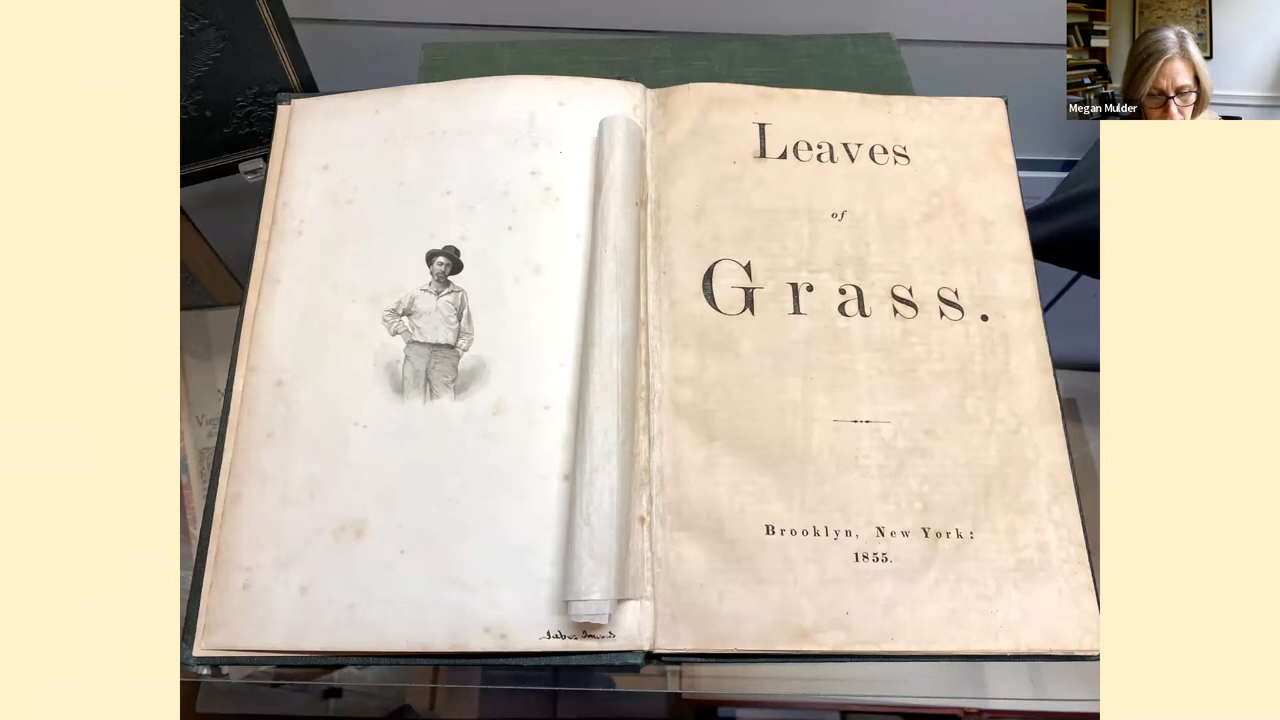 Leaves
of
Grass.
Brooklyn, New York:
1855.
Megan Mulder